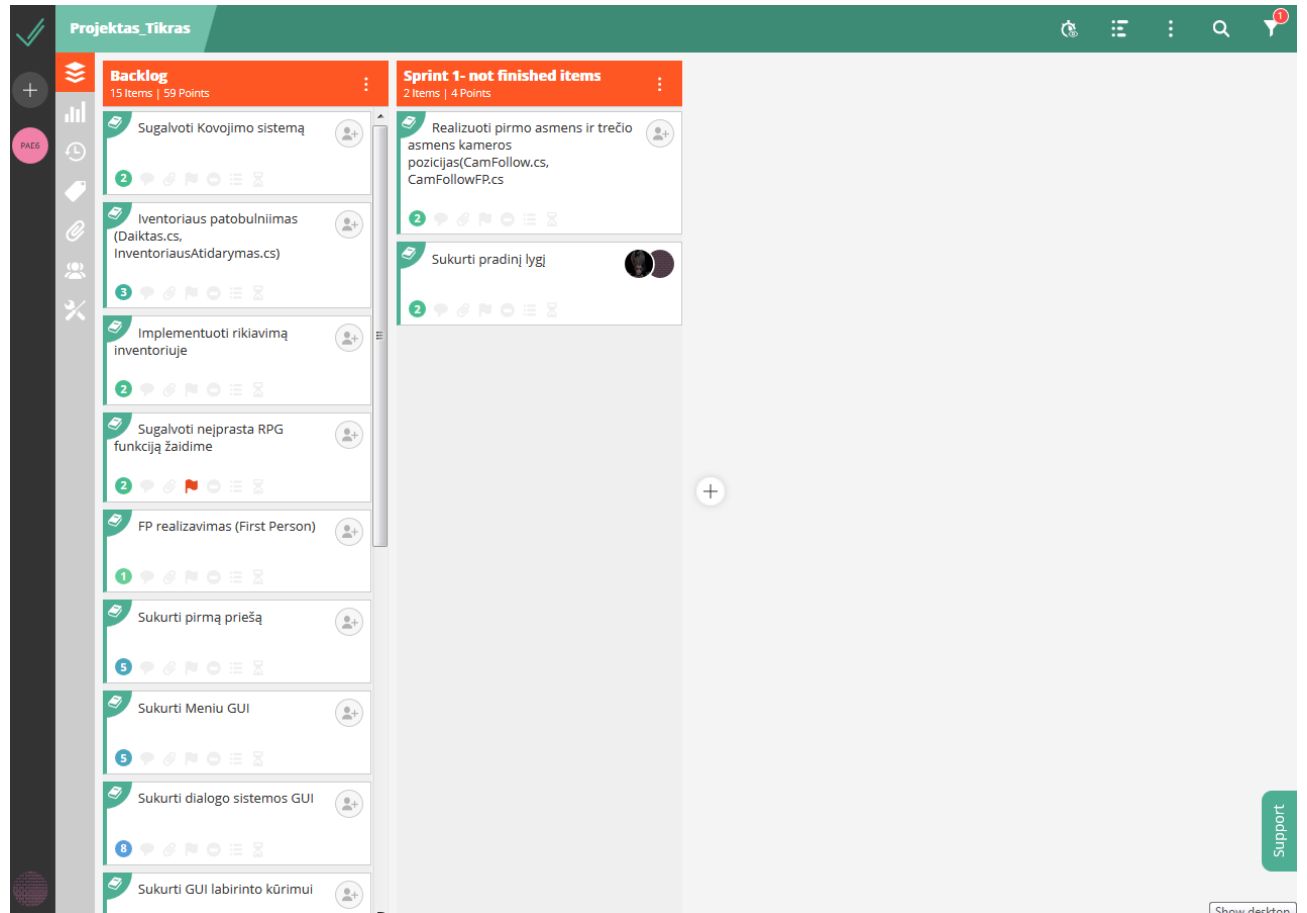 Projektas_Tikras
1
PAE6
Backlog
15 Items | 59 Points
Sugalvoti Kovojimo sistemą
2
Iventoriaus patobulniimas
(Daiktas.cs,
InventoriausAtidarymas.cs)
3
Implementuoti rikiavimą
inventoriuje
2
Sugalvoti neįprasta RPG
funkciją žaidime
2
FP realizavimas (First Person)
1
Sukurti pirmą priešą
5
Sukurti Meniu GUI
5
Sukurti dialogo sistemos GUI
8
Sukurti GUI labirinto kūrimui
Sprint 1- not finished items
2 Items | 4 Points
Realizuoti pirmo asmens ir trečio
asmens kameros
pozicijas(CamFollow.cs,
CamFollowFP.cs
2
Sukurti pradinį lygį
2
Support
Show desktop